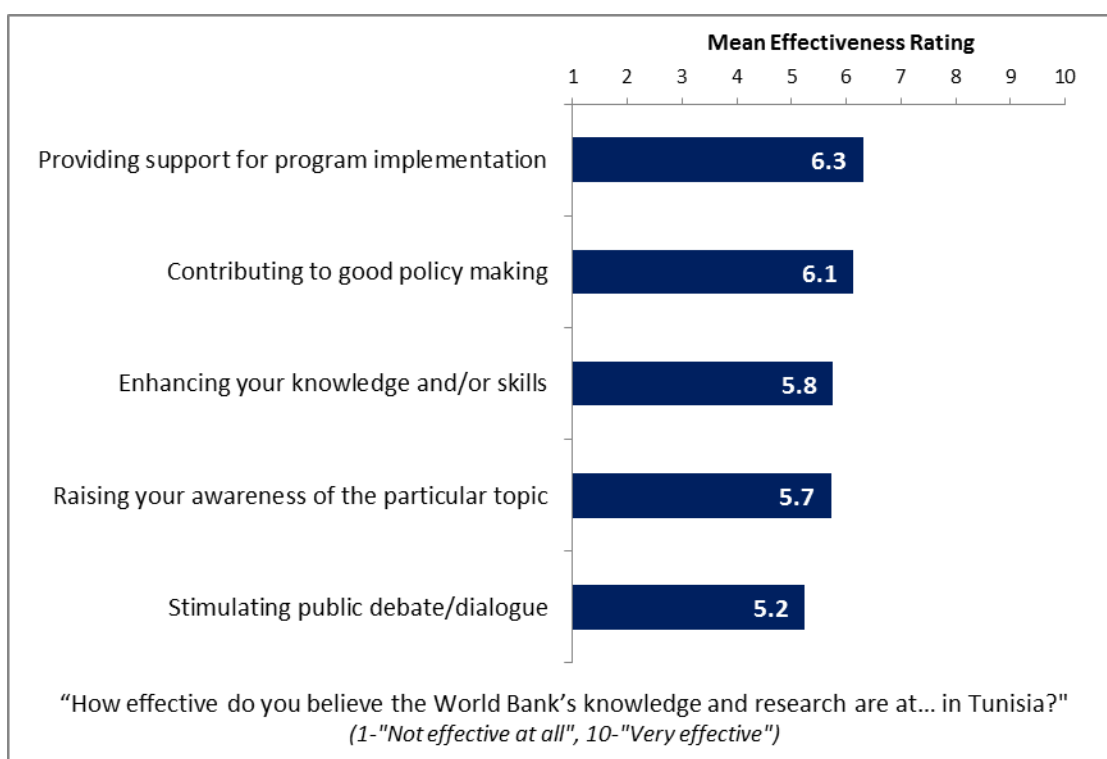 Mean Effectiveness Rating
1 2 3 4 5 6 7 8 9 10
Providing support for program implementation 6.3
Contributing to good policy making 6.1
Enhancing your knowledge and/or skills 5.8
Raising your awareness of the particular topic 5.7
Stimulating public debate/dialogue 5.2
“How effective do you believe the World Bank’s knowledge and research are at... in Tunisia?"
(1-"Not effective at all", 10-"Very effective")